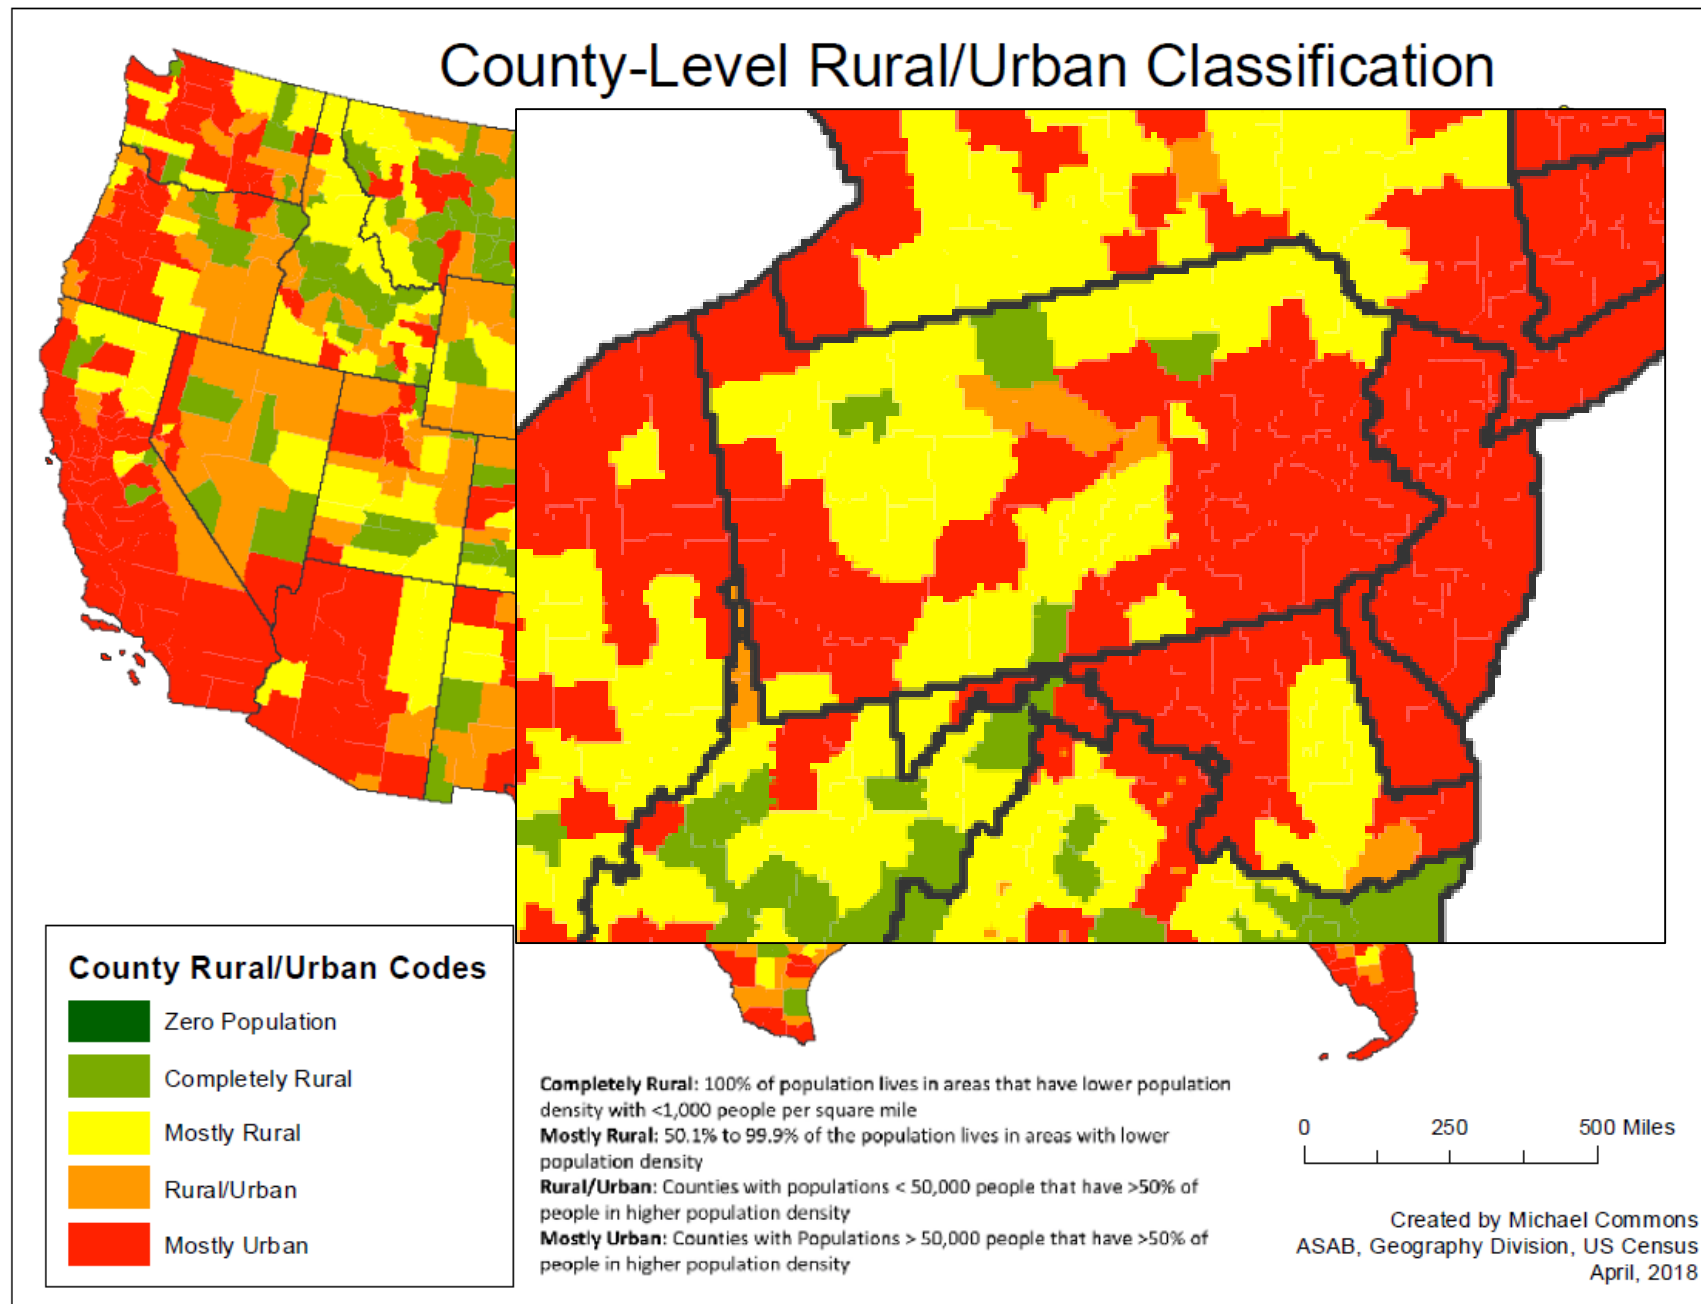 County-Level Rural/Urban Classification
County Rural/Urban Codes
Zero Population
Completely Rural
Mostly Rural
Rural/Urban
Mostly Urban
Completely Rural: 100% of population lives in areas that have lower population
density with <1,000 people per square mile
Mostly Rural: 50.1% to 99.9% of the population lives in areas with lower
population density
Rural/Urban: Counties with populations < 50,000 people that have >50% of
people in higher population density
Mostly Urban: Counties with Populations > 50,000 people that have >50% of
people in higher population density
0 250 500 Miles
Created by Michael Commons
ASAB, Geography Division, US Census
April, 2018